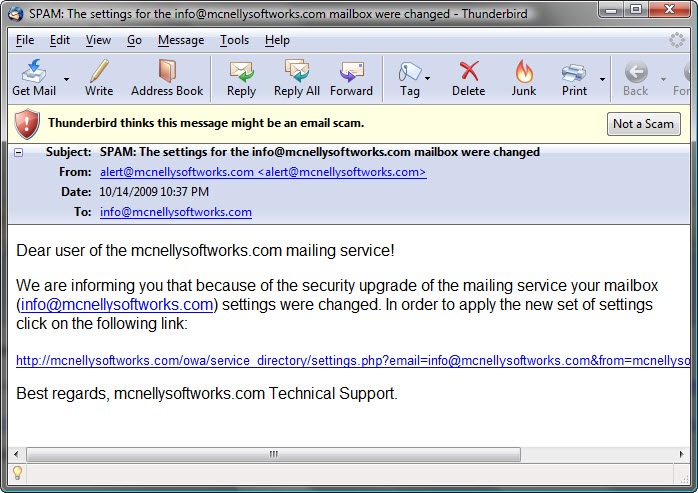 SPAM: The settings for the info@mcnellysoftworks.com mailbox were changed - Thunderbird
File Edit View Go Message Tools Help
Get Mail Write Address Book Reply Reply All Forward Tag Delete Junk Print Back For
Thunderbird thinks this message might be an email scam. Not a Scam
Subject: SPAM: The settings for the info@mcnellysoftworks.com mailbox were changed
From: alert@mcnellysoftworks.com <alert@mcnellysoftworks.com>
Date: 10/14/2009 10:37 PM
To: info@mcnellysoftworks.com
Dear user of the mcnellysoftworks.com mailing service!
We are informing you that because of the security upgrade of the mailing service your mailbox
(info@mcnellysoftworks.com) settings were changed. In order to apply the new set of settings
click on the following link:
http://mcnellysoftworks.com/owa/service_directory/settings.php?email=info@mcnellysoftworks.com&from=mcnellyso
Best regards, mcnellysoftworks.com Technical Support.